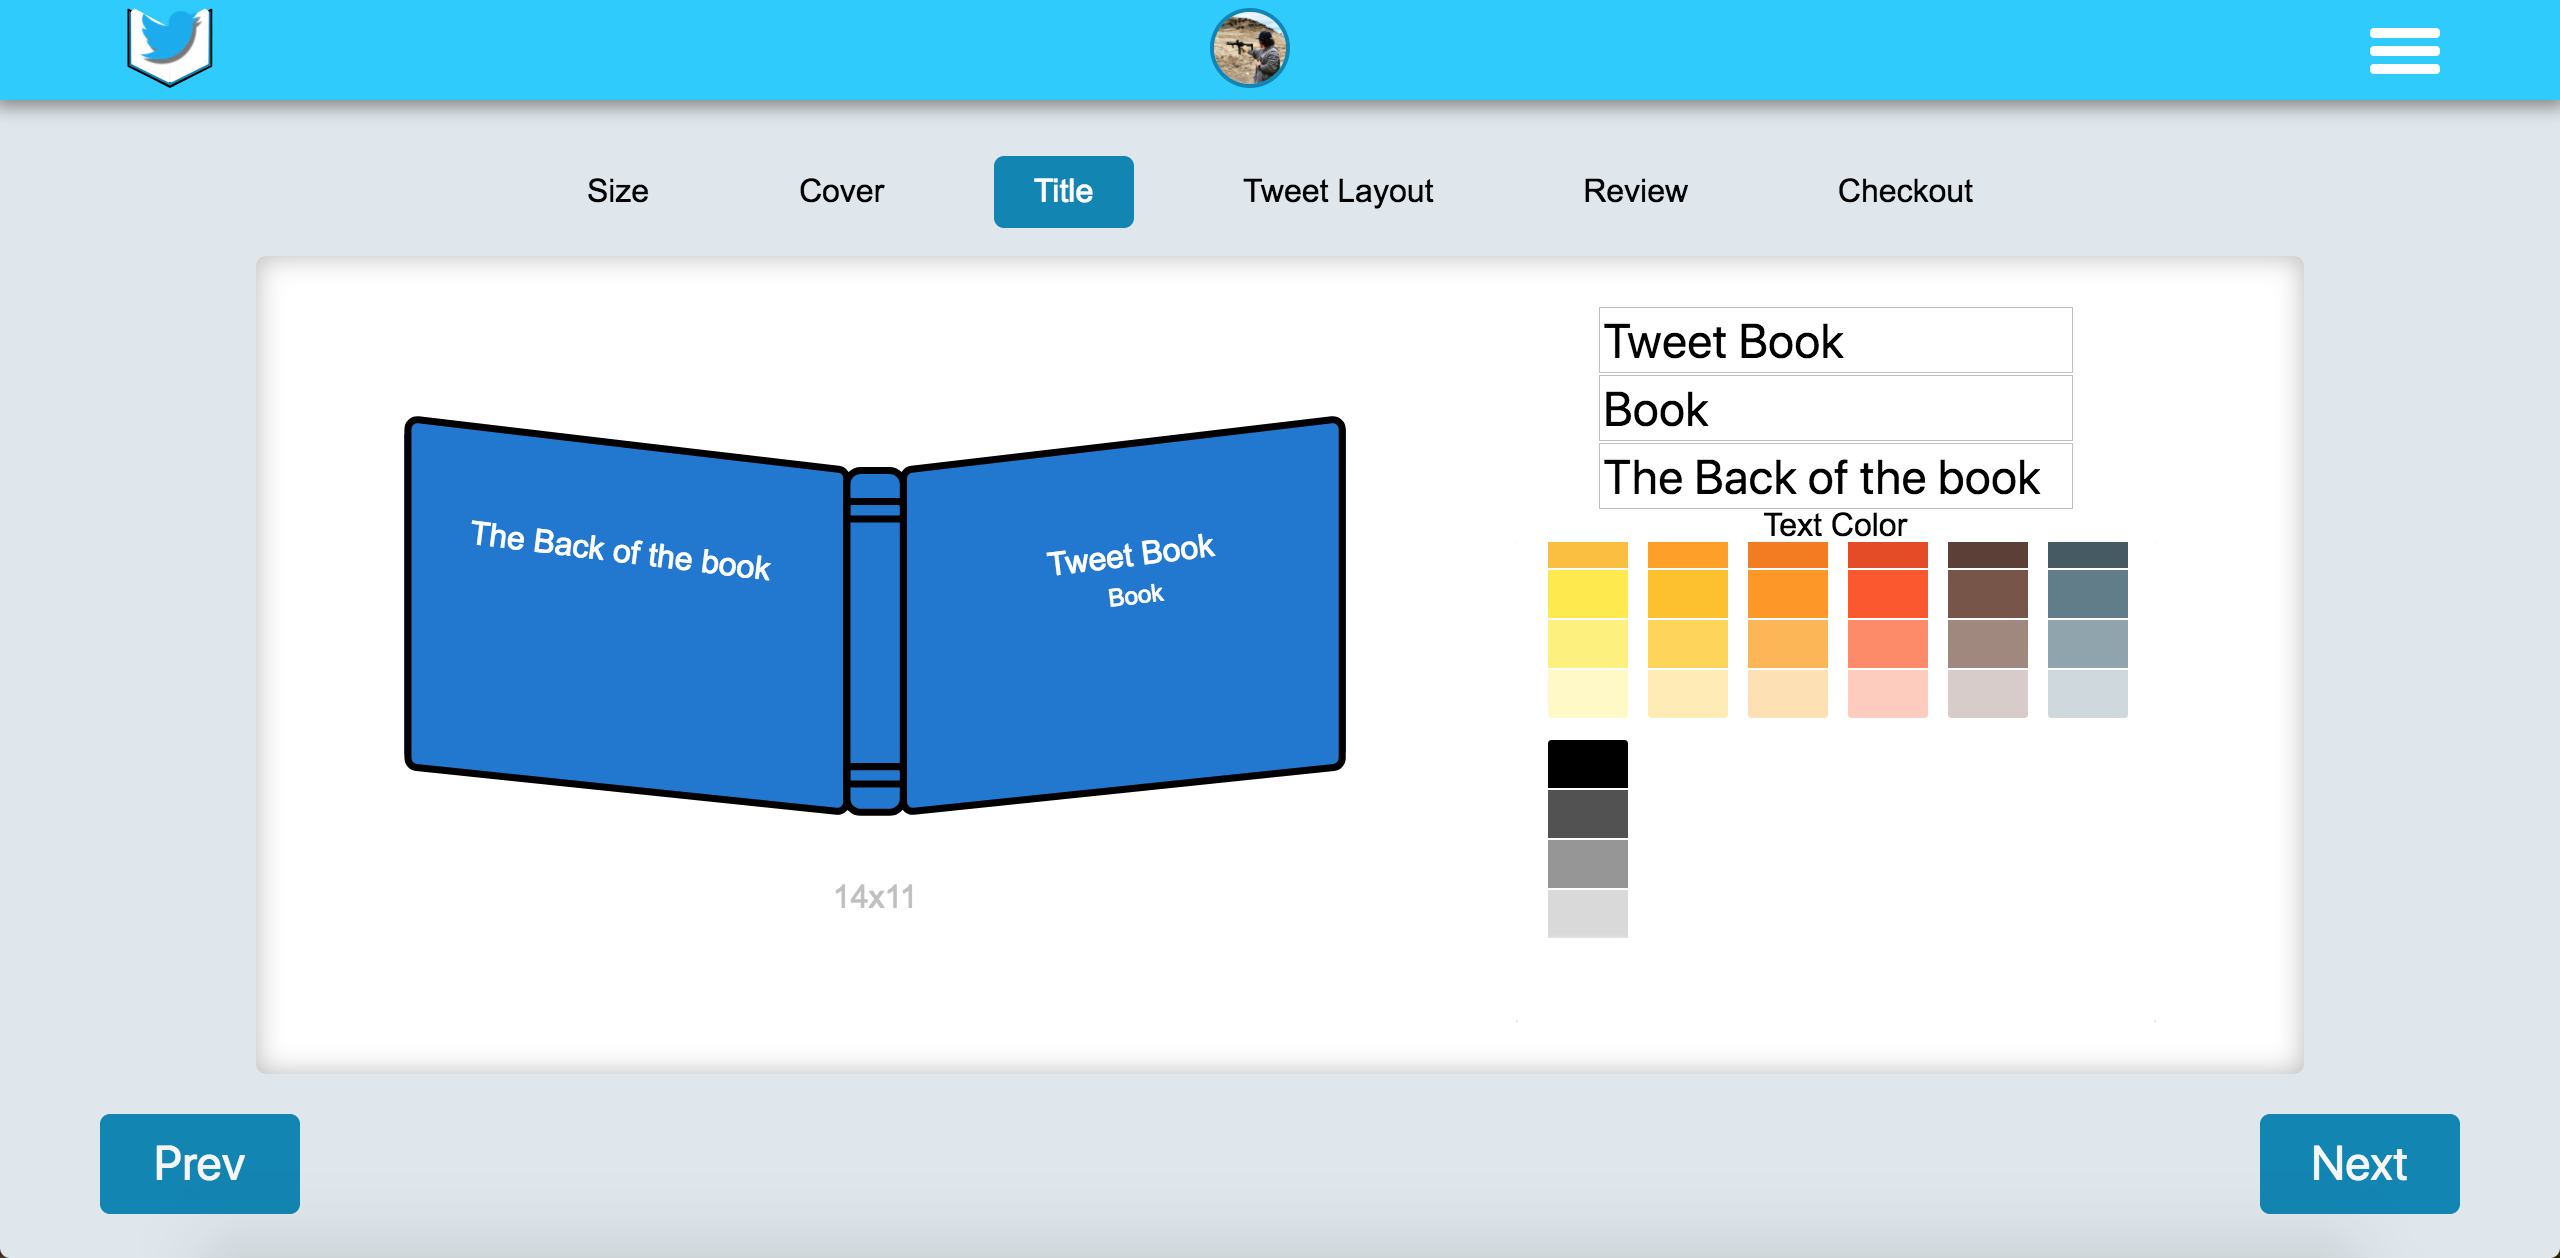 Size Cover Title Tweet Layout Review Checkout
Tweet Book
Book
The Back of the book
Text Color
The Back of the book
Tweet Book
Book
14x11
Prev
Next